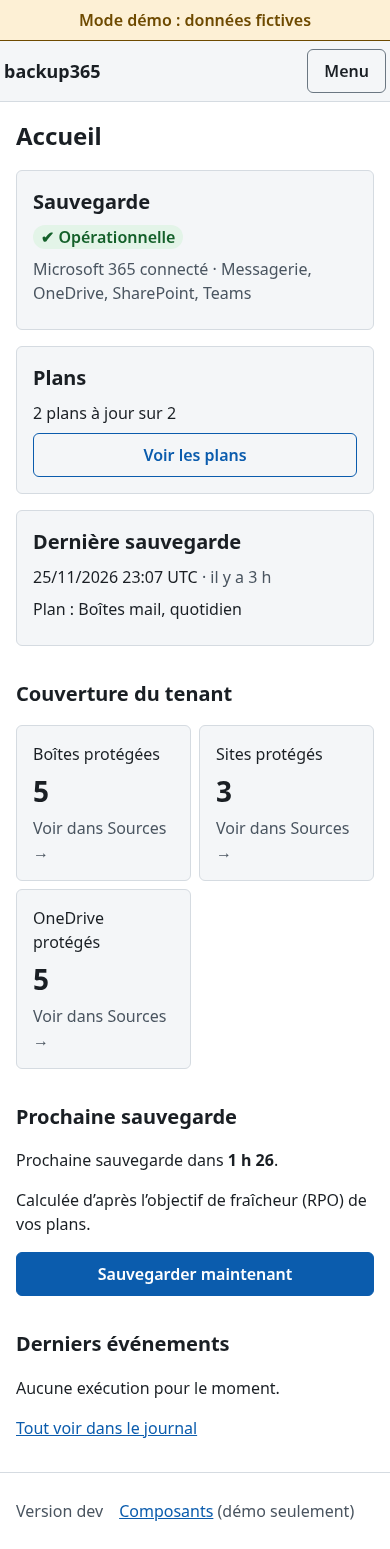 Mode démo : données fictives
backup365
Menu
Accueil
Sauvegarde
✔ Opérationnelle
Microsoft 365 connecté · Messagerie,
OneDrive, SharePoint, Teams
Plans
2 plans à jour sur 2
Voir les plans
Dernière sauvegarde
25/11/2026 23:07 UTC · il y a 3 h
Plan : Boîtes mail, quotidien
Couverture du tenant
Boîtes protégées
5
Voir dans Sources
→
Sites protégés
3
Voir dans Sources
→
OneDrive
protégés
5
Voir dans Sources
→
Prochaine sauvegarde
Prochaine sauvegarde dans 1 h 26.
Calculée d’après l’objectif de fraîcheur (RPO) de
vos plans.
Sauvegarder maintenant
Derniers événements
Aucune exécution pour le moment.
Tout voir dans le journal
Version dev Composants (démo seulement)